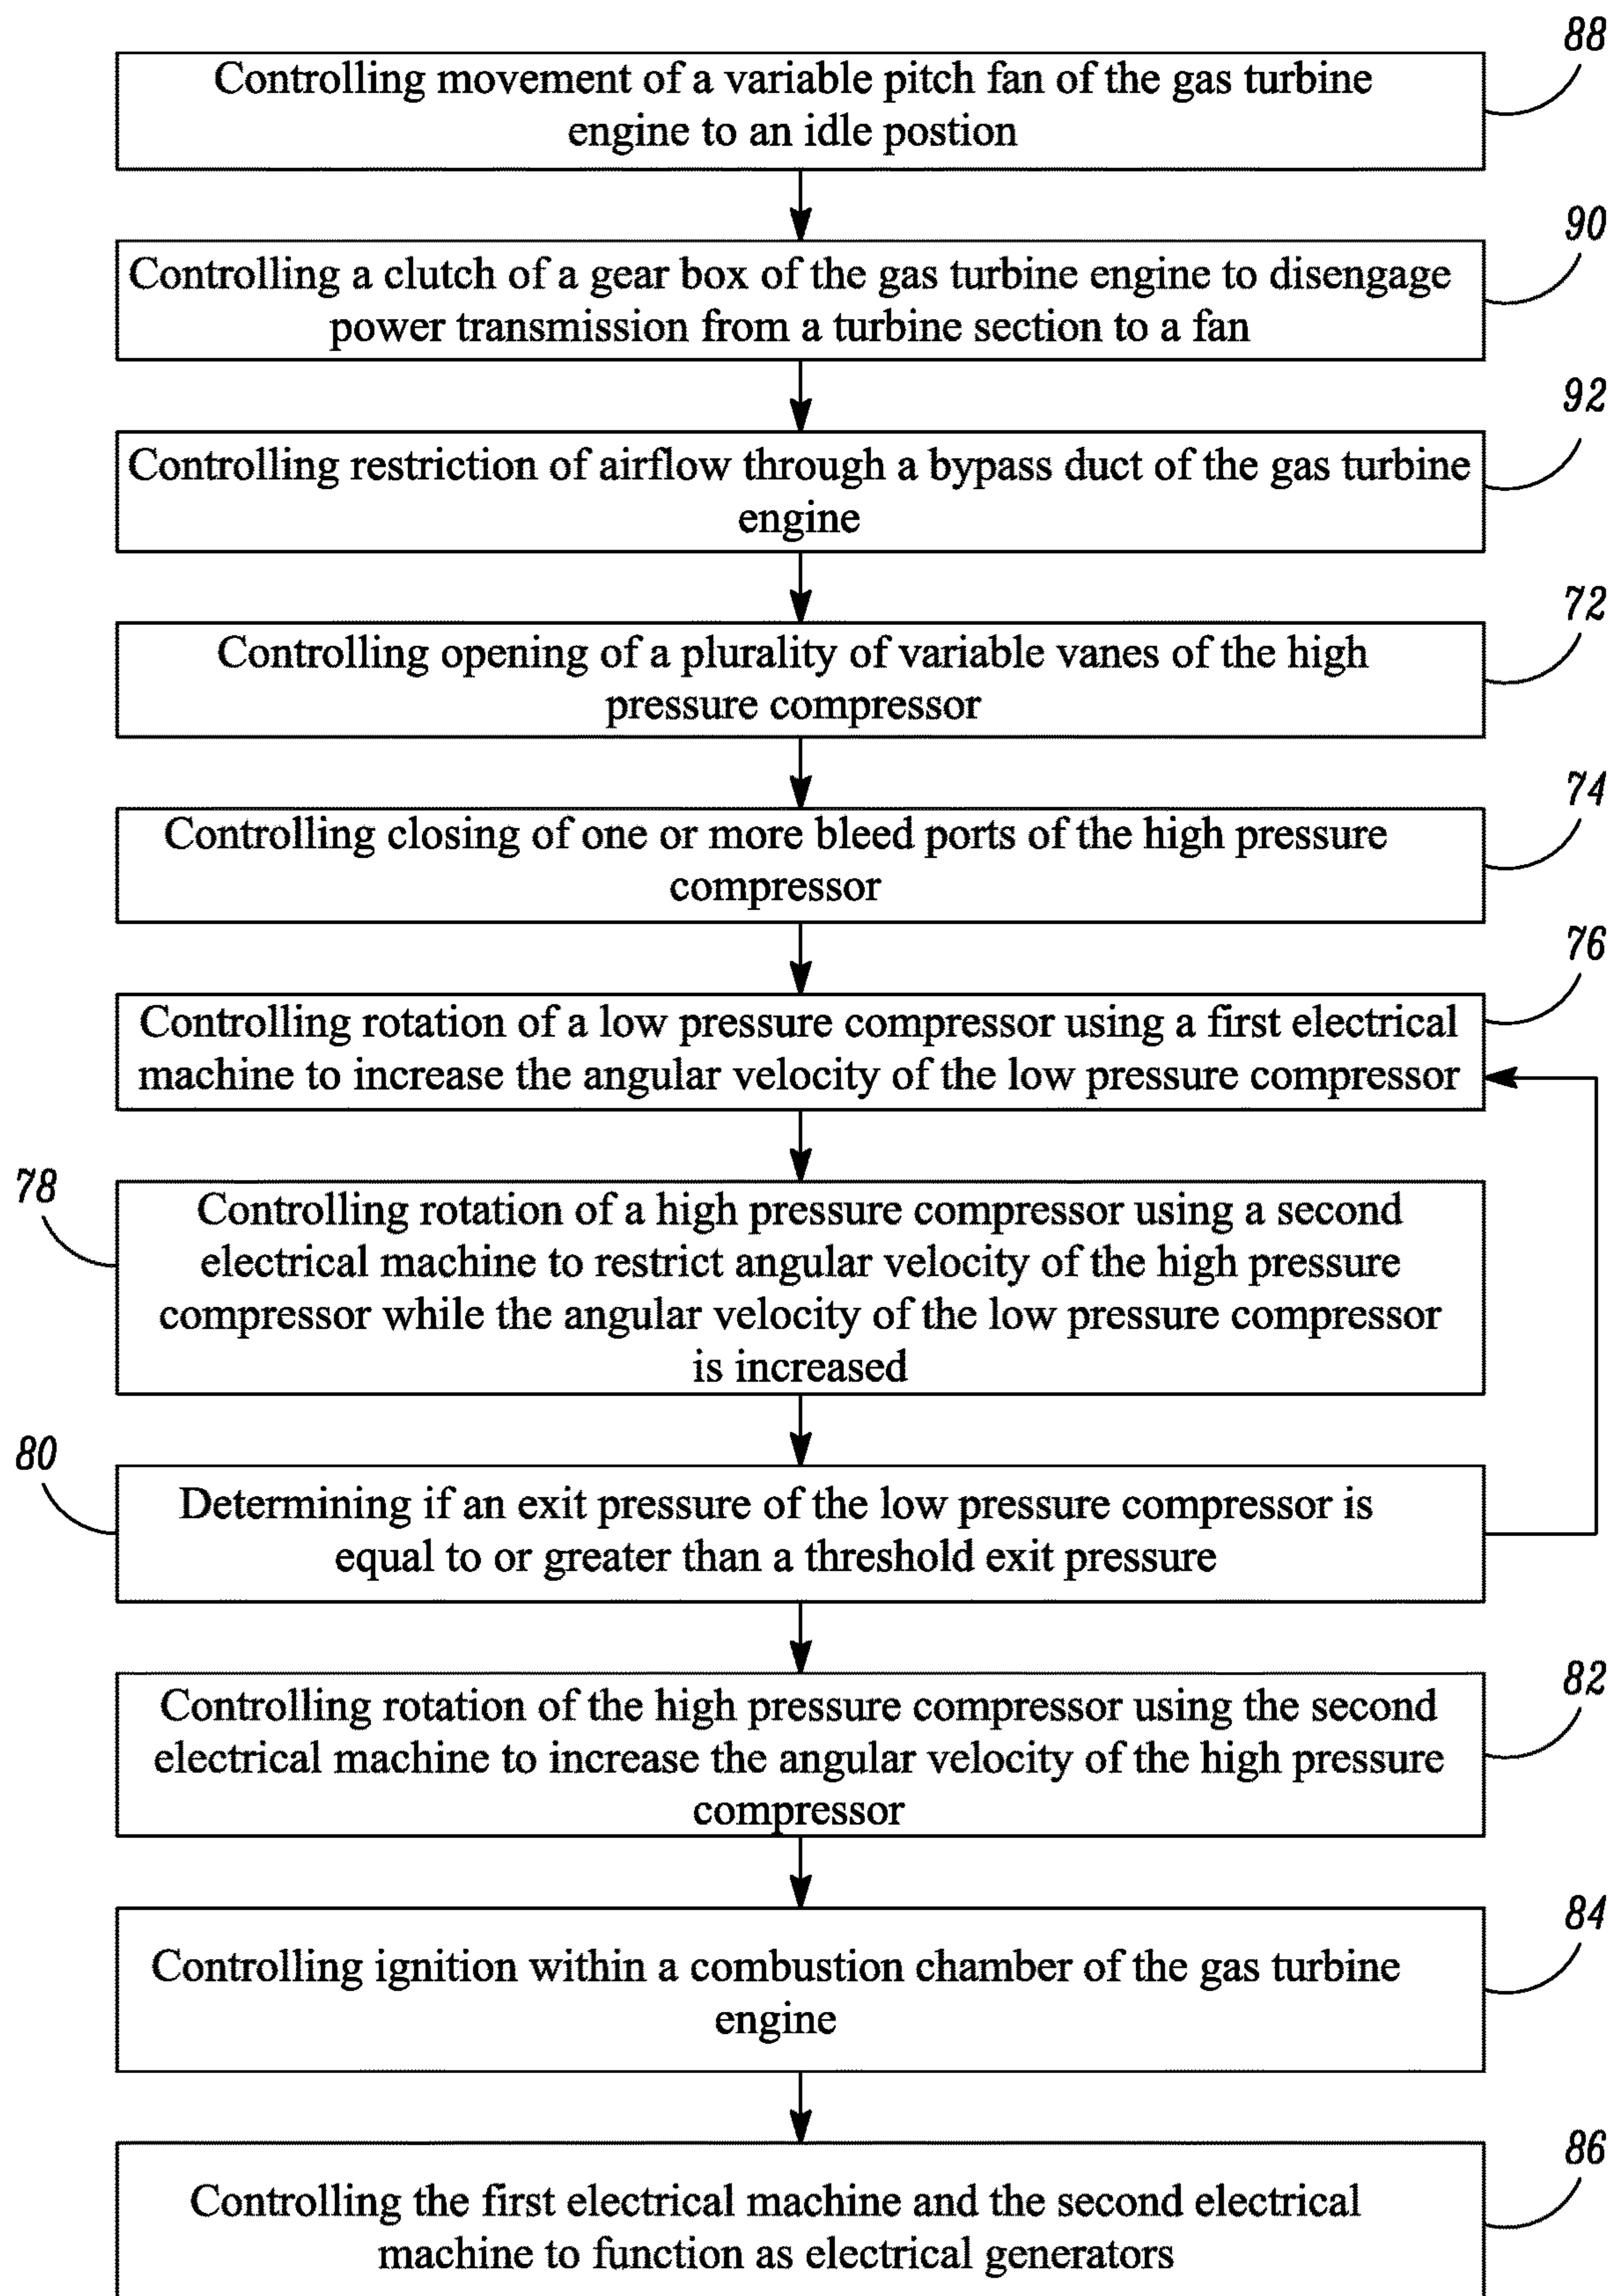 88
Controlling movement of a variable pitch fan of the gas turbine
engine to an idle postion
90
Controlling a clutch of a gear box of the gas turbine engine to disengage
power transmission from a turbine section to a fan
92
Controlling restriction of airflow through a bypass duct of the gas turbine
engine
72
Controlling opening of a plurality of variable vanes of the high
pressure compressor
74
Controlling closing of one or more bleed ports of the high pressure
compressor
76
Controlling rotation of a low pressure compressor using a first electrical
machine to increase the angular velocity of the low pressure compressor
78
Controlling rotation of a high pressure compressor using a second
electrical machine to restrict angular velocity of the high pressure
compressor while the angular velocity of the low pressure compressor
is increased
80
Determining if an exit pressure of the low pressure compressor is
equal to or greater than a threshold exit pressure
82
Controlling rotation of the high pressure compressor using the second
electrical machine to increase the angular velocity of the high pressure
compressor
84
Controlling ignition within a combustion chamber of the gas turbine
engine
86
Controlling the first electrical machine and the second electrical
machine to function as electrical generators